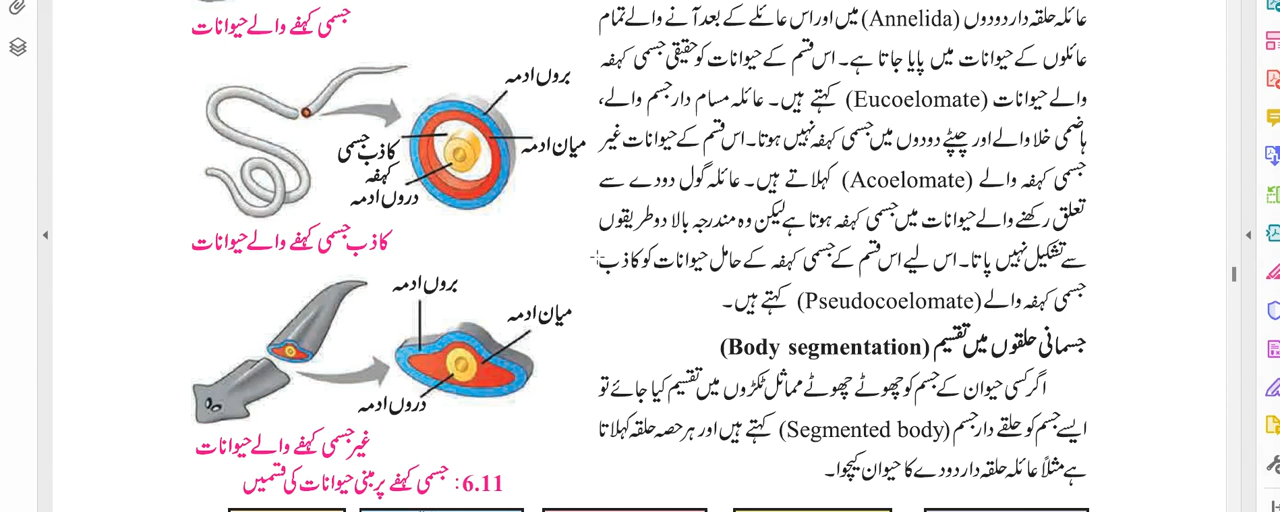 عائلہ حلقہ دار دودوں (Annelida) میں اور اس عائلے کے بعد آنے والے تمام
عائلوں کے حیوانات میں پایا جاتا ہے۔ اس قسم کے حیوانات کو حقیقی جسمی کہفہ
والے حیوانات (Eucoelomate) کہتے ہیں۔ عائلہ مسام دار جسم والے،
ہاضمی خلا والے اور چپٹے دودوں میں جسمی کہفہ نہیں ہوتا۔ اس قسم کے حیوانات غیر
جسمی کہفہ والے (Acoelomate) کہلاتے ہیں۔ عائلہ گول دودے سے
تعلق رکھنے والے حیوانات میں جسمی کہفہ ہوتا ہے لیکن وہ مندرجہ بالا دو طریقوں
سے تشکیل نہیں پاتا۔ اس لیے اس قسم کے جسمی کہفہ کے حامل حیوانات کو کاذب
جسمی کہفہ والے (Pseudocoelomate) کہتے ہیں۔
جسمانی حلقوں میں تقسیم (Body segmentation)
اگر کسی حیوان کے جسم کو چھوٹے چھوٹے مماثل ٹکڑوں میں تقسیم کیا جائے تو
ایسے جسم کو حلقے دار جسم (Segmented body) کہتے ہیں اور ہر حصہ حلقہ کہلاتا
ہے مثلاً عائلہ حلقہ دار دودے کا حیوان کیچوا۔
جسمی کہفے والے حیوانات
بروں ادمہ
میان ادمہ
کاذب جسمی
کہفہ
دروں ادمہ
کاذب جسمی کہفے والے حیوانات
بروں ادمہ
میان ادمہ
دروں ادمہ
غیر جسمی کہفے والے حیوانات
6.11 : جسمی کہفے پر مبنی حیوانات کی قسمیں